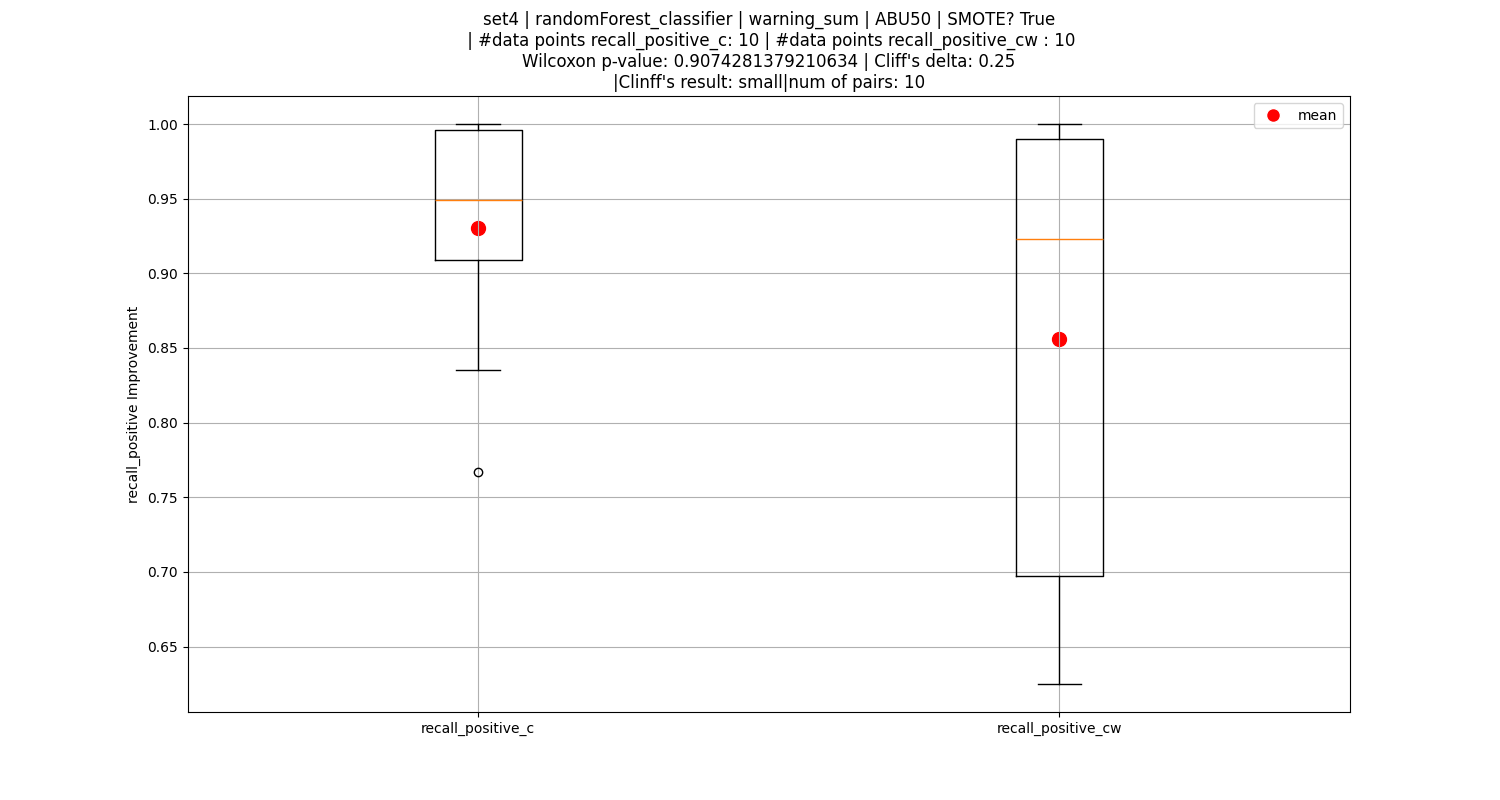 set4 | randomForest_classifier | warning_sum | ABU50 | SMOTE? True
| #data points recall_positive_c: 10 | #data points recall_positive_cw : 10
Wilcoxon p-value: 0.9074281379210634 | Cliff's delta: 0.25
|Clinff's result: small|num of pairs: 10
mean
1.00
0.95
0.90
0.85
0.80
0.75
0.70
0.65
recall_positive Improvement
recall_positive_c
recall_positive_cw